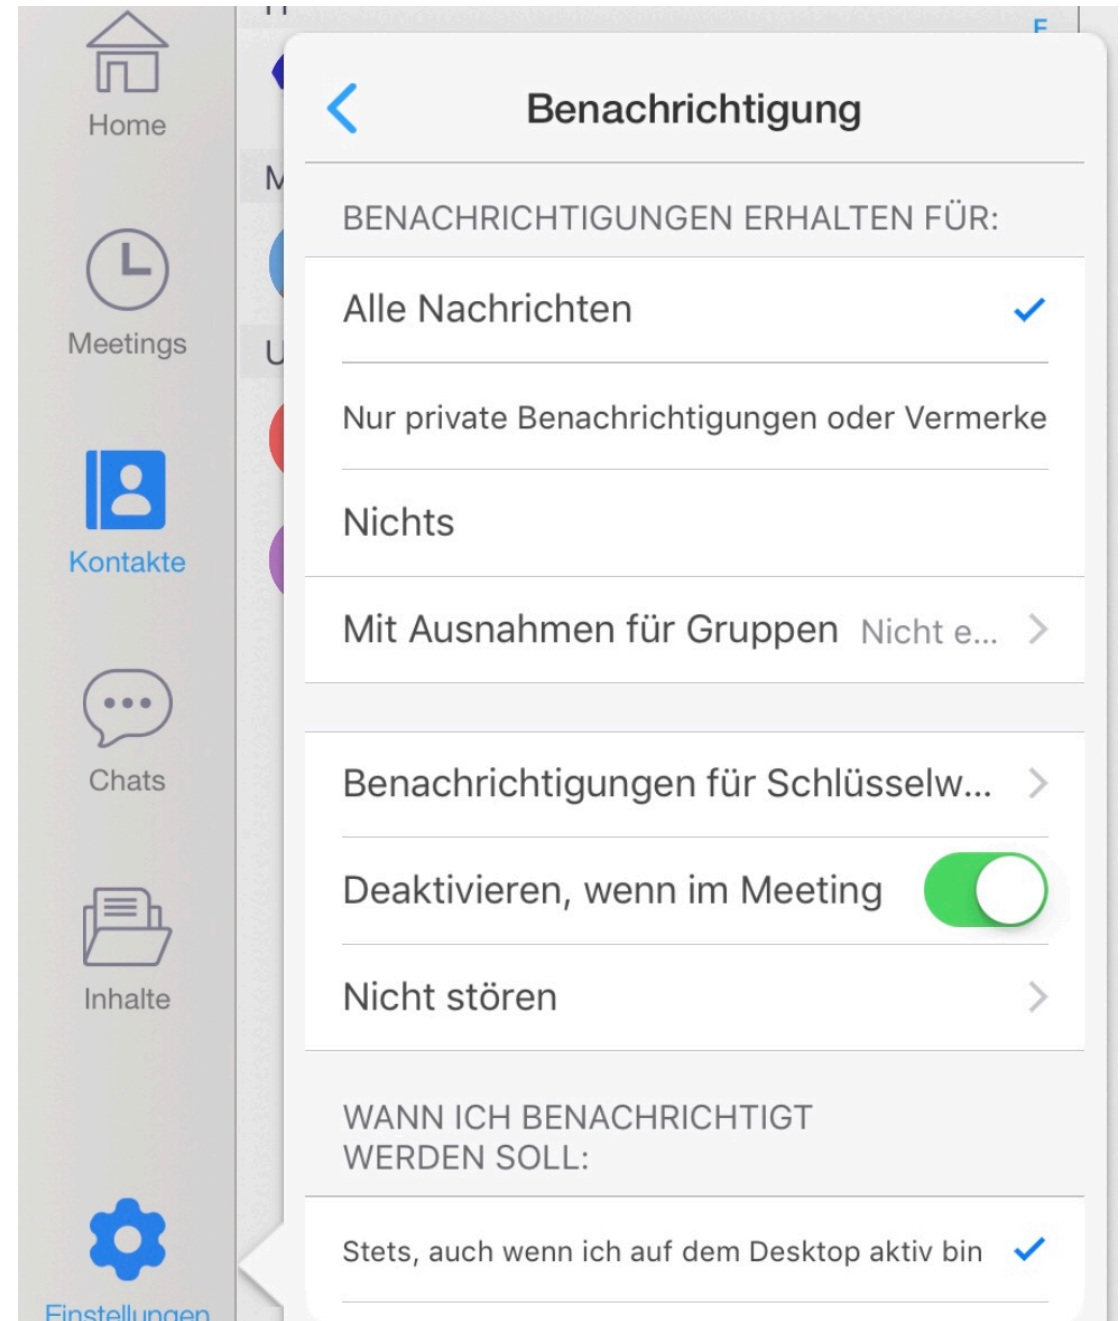 Home
Meetings
Kontakte
Chats
Inhalte
Einstellungen
M
U
Benachrichtigung
BENACHRICHTIGUNGEN ERHALTEN FÜR:
Alle Nachrichten
Nur private Benachrichtigungen oder Vermerke
Nichts
Mit Ausnahmen für Gruppen Nicht e...
Benachrichtigungen für Schlüsselw...
Deaktivieren, wenn im Meeting
Nicht stören
WANN ICH BENACHRICHTIGT
WERDEN SOLL:
Stets, auch wenn ich auf dem Desktop aktiv bin